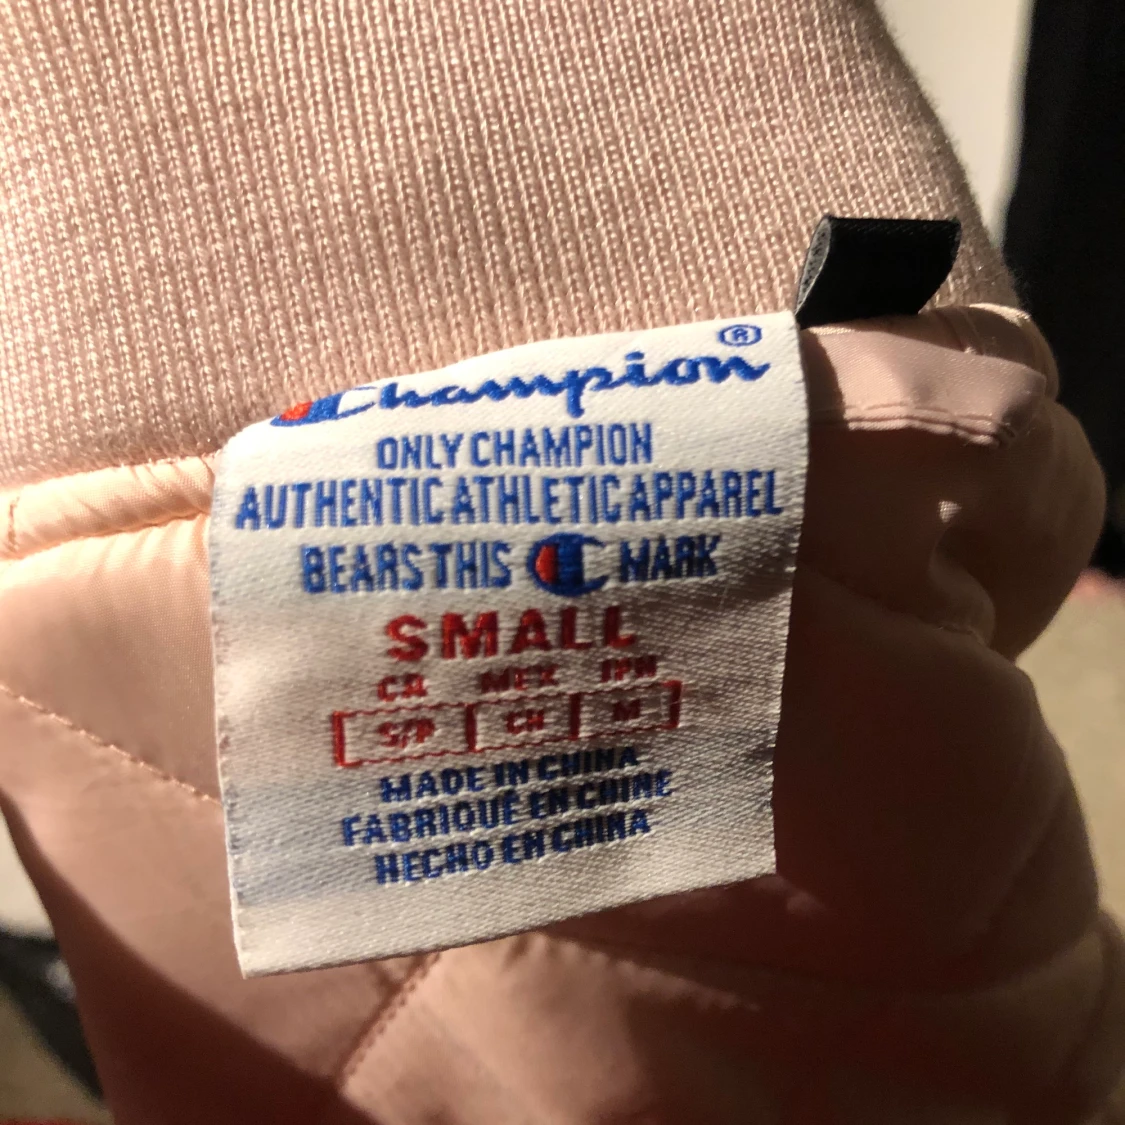 Champion®
ONLY CHAMPION
AUTHENTIC ATHLETIC APPAREL
BEARS THIS C MARK
SMALL
CA MEX JPN
S/P CH M
MADE IN CHINA
FABRIQUÉ EN CHINE
HECHO EN CHINA